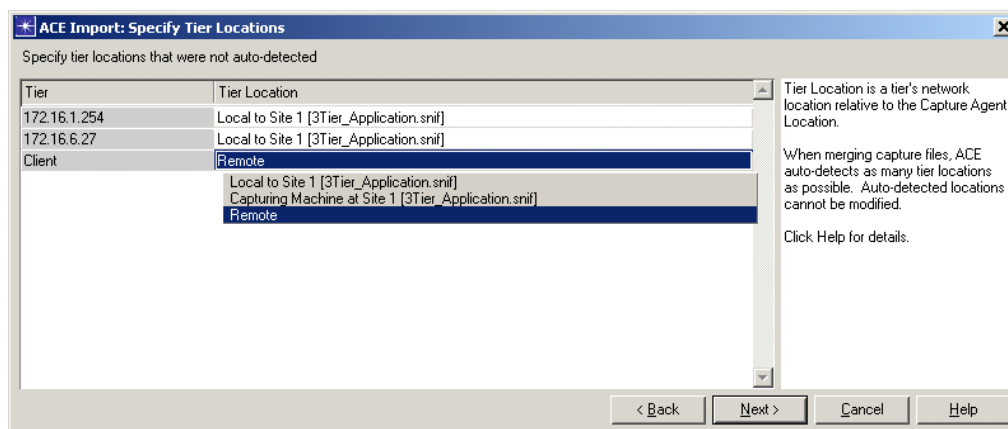 ACE Import: Specify Tier Locations
Specify tier locations that were not auto-detected
Tier Tier Location
172.16.1.254 Local to Site 1 [3Tier_Application.snif]
172.16.6.27 Local to Site 1 [3Tier_Application.snif]
Client Remote
Local to Site 1 [3Tier_Application.snif]
Capturing Machine at Site 1 [3Tier_Application.snif]
Remote
Tier Location is a tier's network
location relative to the Capture Agent
Location.
When merging capture files, ACE
auto-detects as many tier locations
as possible. Auto-detected locations
cannot be modified.
Click Help for details.
< Back Next > Cancel Help